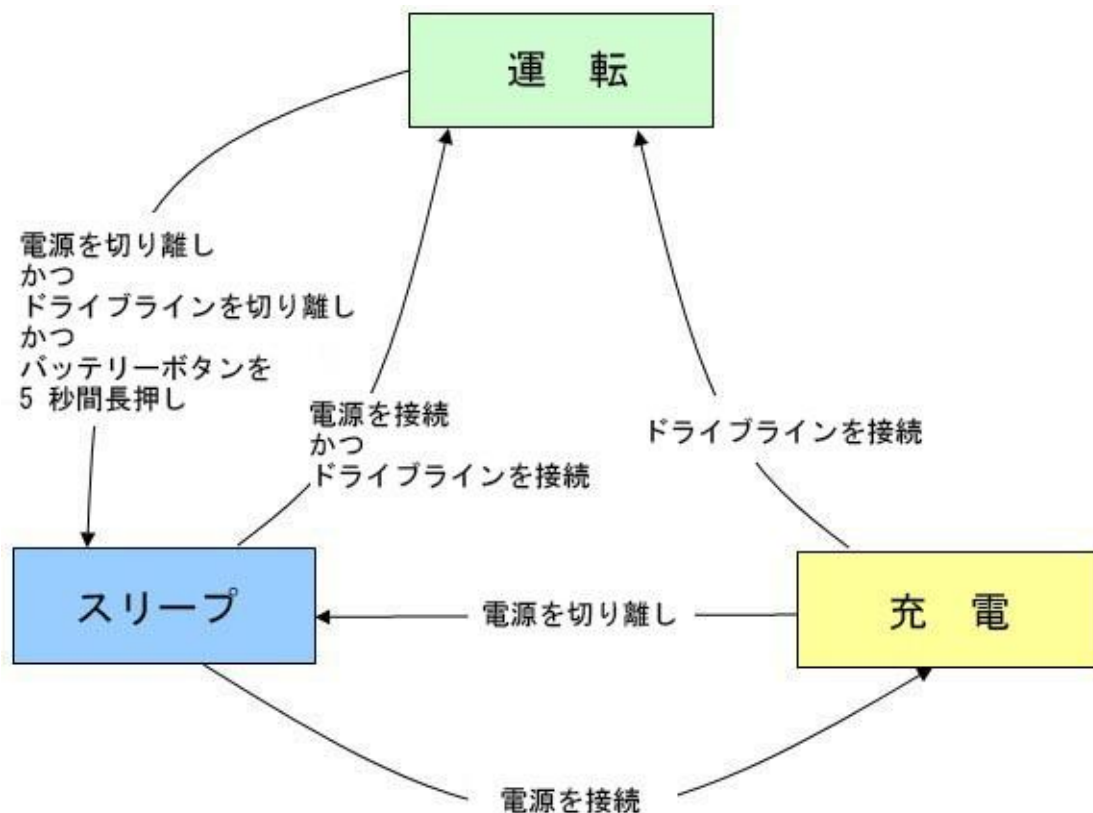 運　転
電源を切り離し
かつ
ドライブラインを切り離し
かつ
バッテリーボタンを
5 秒間長押し
電源を接続
かつ
ドライブラインを接続
ドライブラインを接続
スリープ
電源を切り離し
充　電
電源を接続